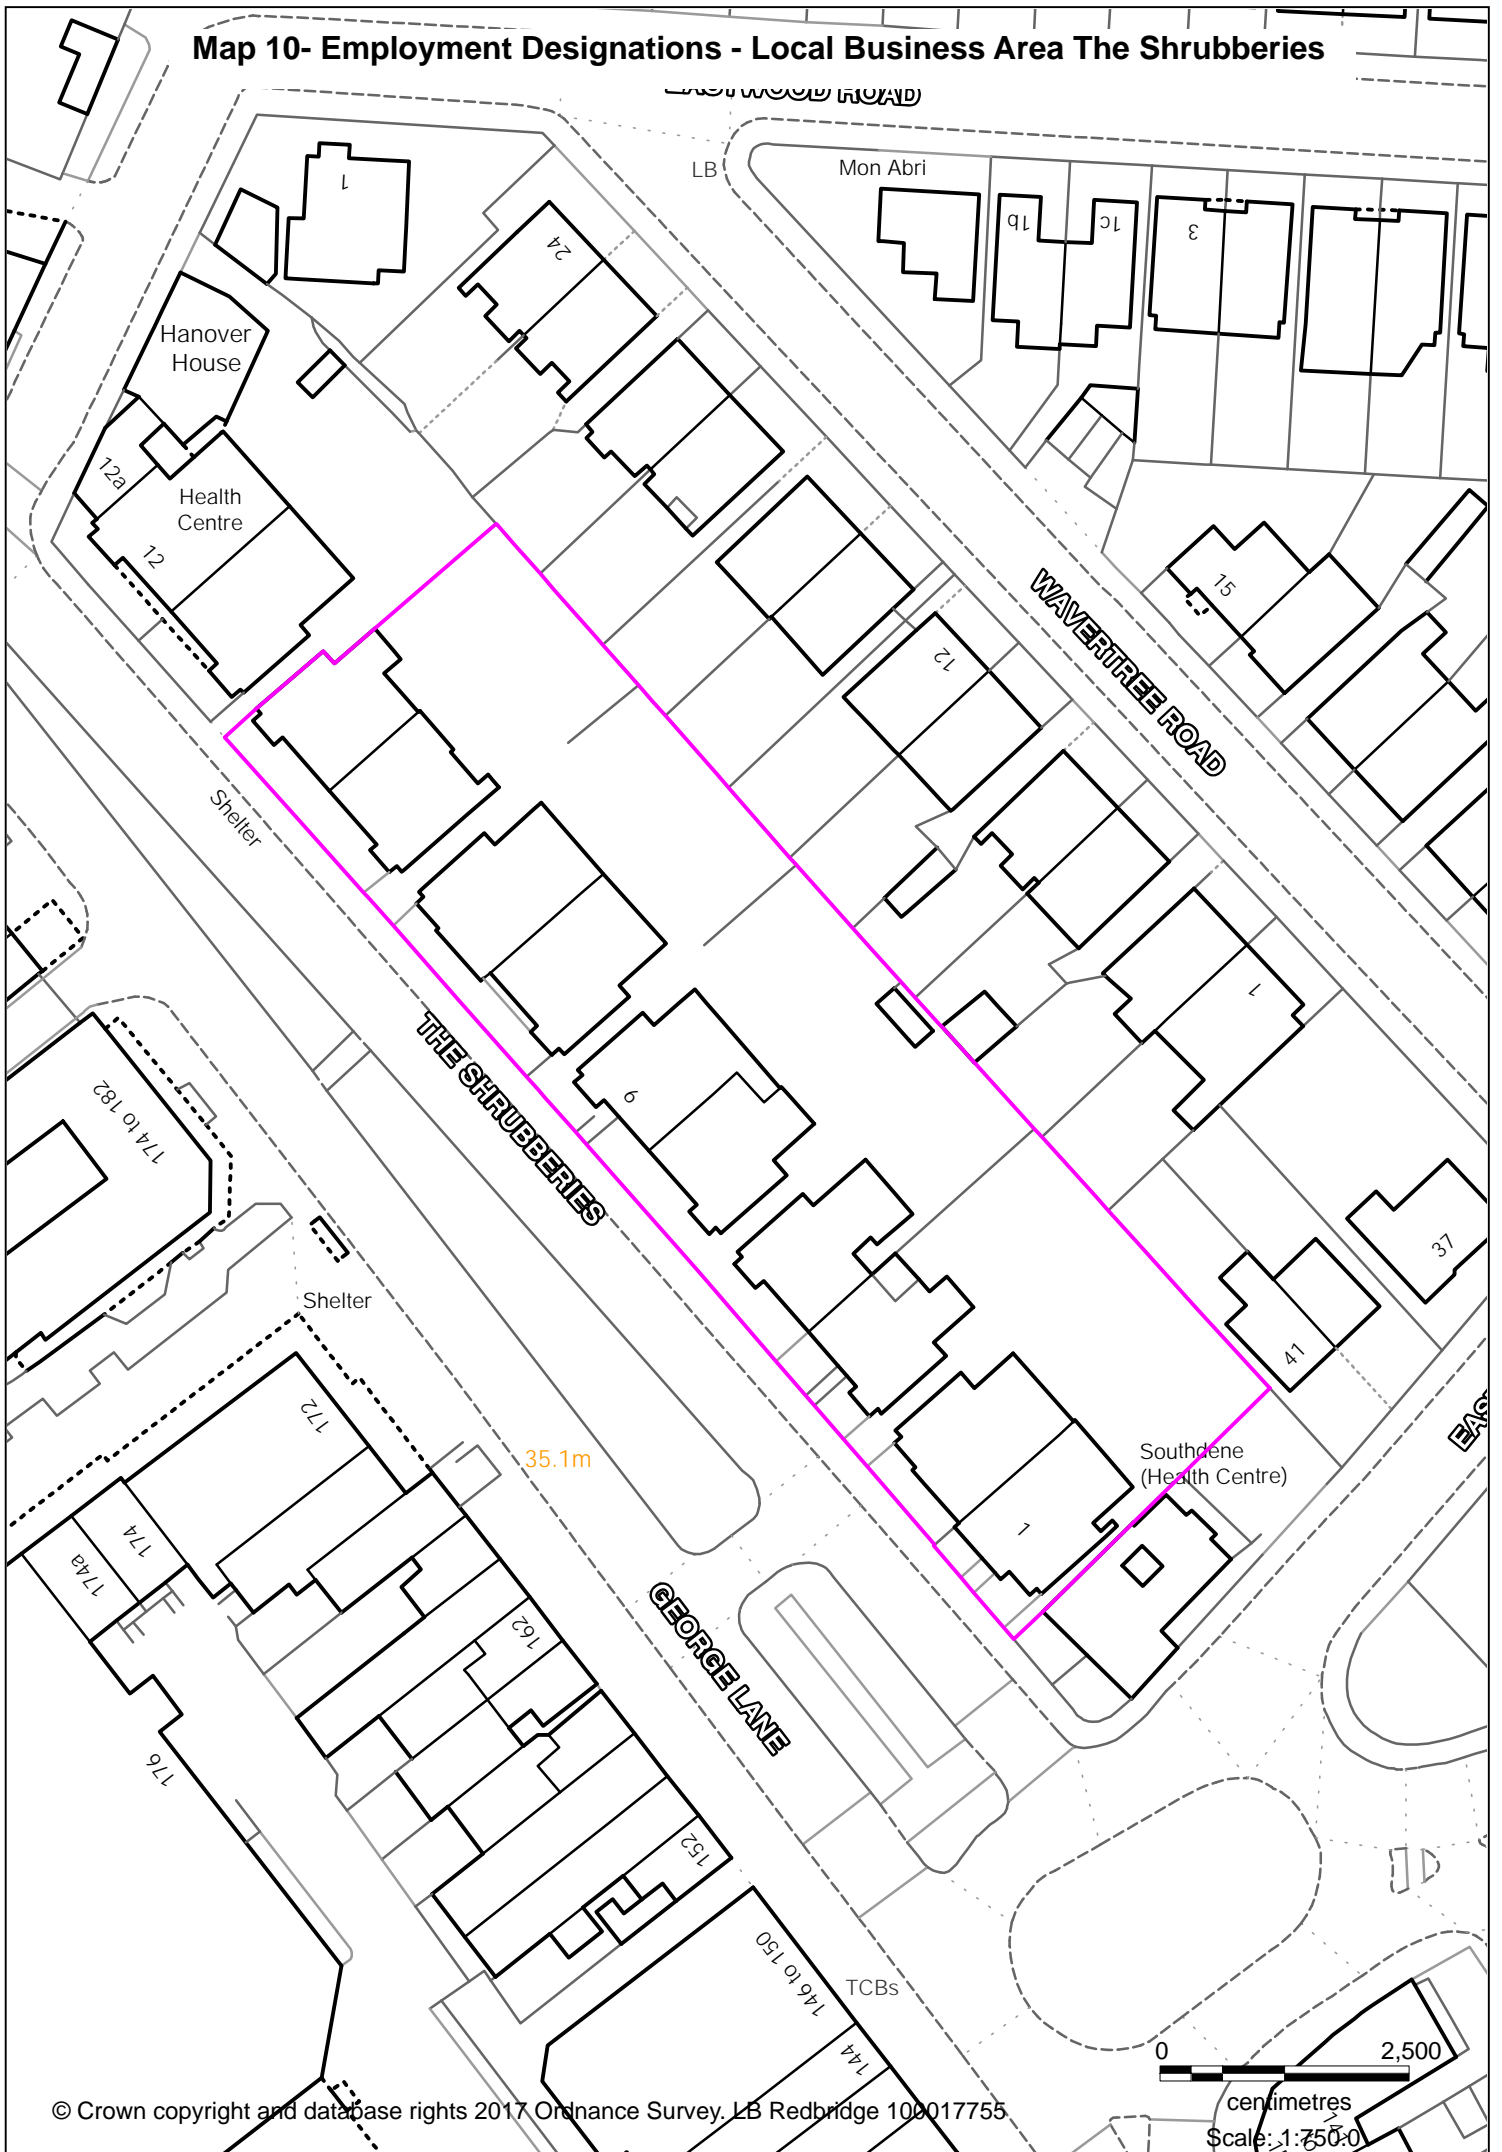 Map 10- Employment Designations - Local Business Area The Shrubberies
EASTWOOD ROAD
LB
Mon Abri
1
24
1b
1c
3
Hanover
House
12a
Health
Centre
12
15
WAVERTREE ROAD
12
Shelter
1
THE SHRUBBERIES
6
174 to 182
37
Shelter
41
172
35.1m
Southdene
(Health Centre)
1
174
174a
162
GEORGE LANE
176
152
146 to 150
TCBs
144
0
2,500
centimetres
Scale: 1:750.0
© Crown copyright and database rights 2017 Ordnance Survey. LB Redbridge 100017755